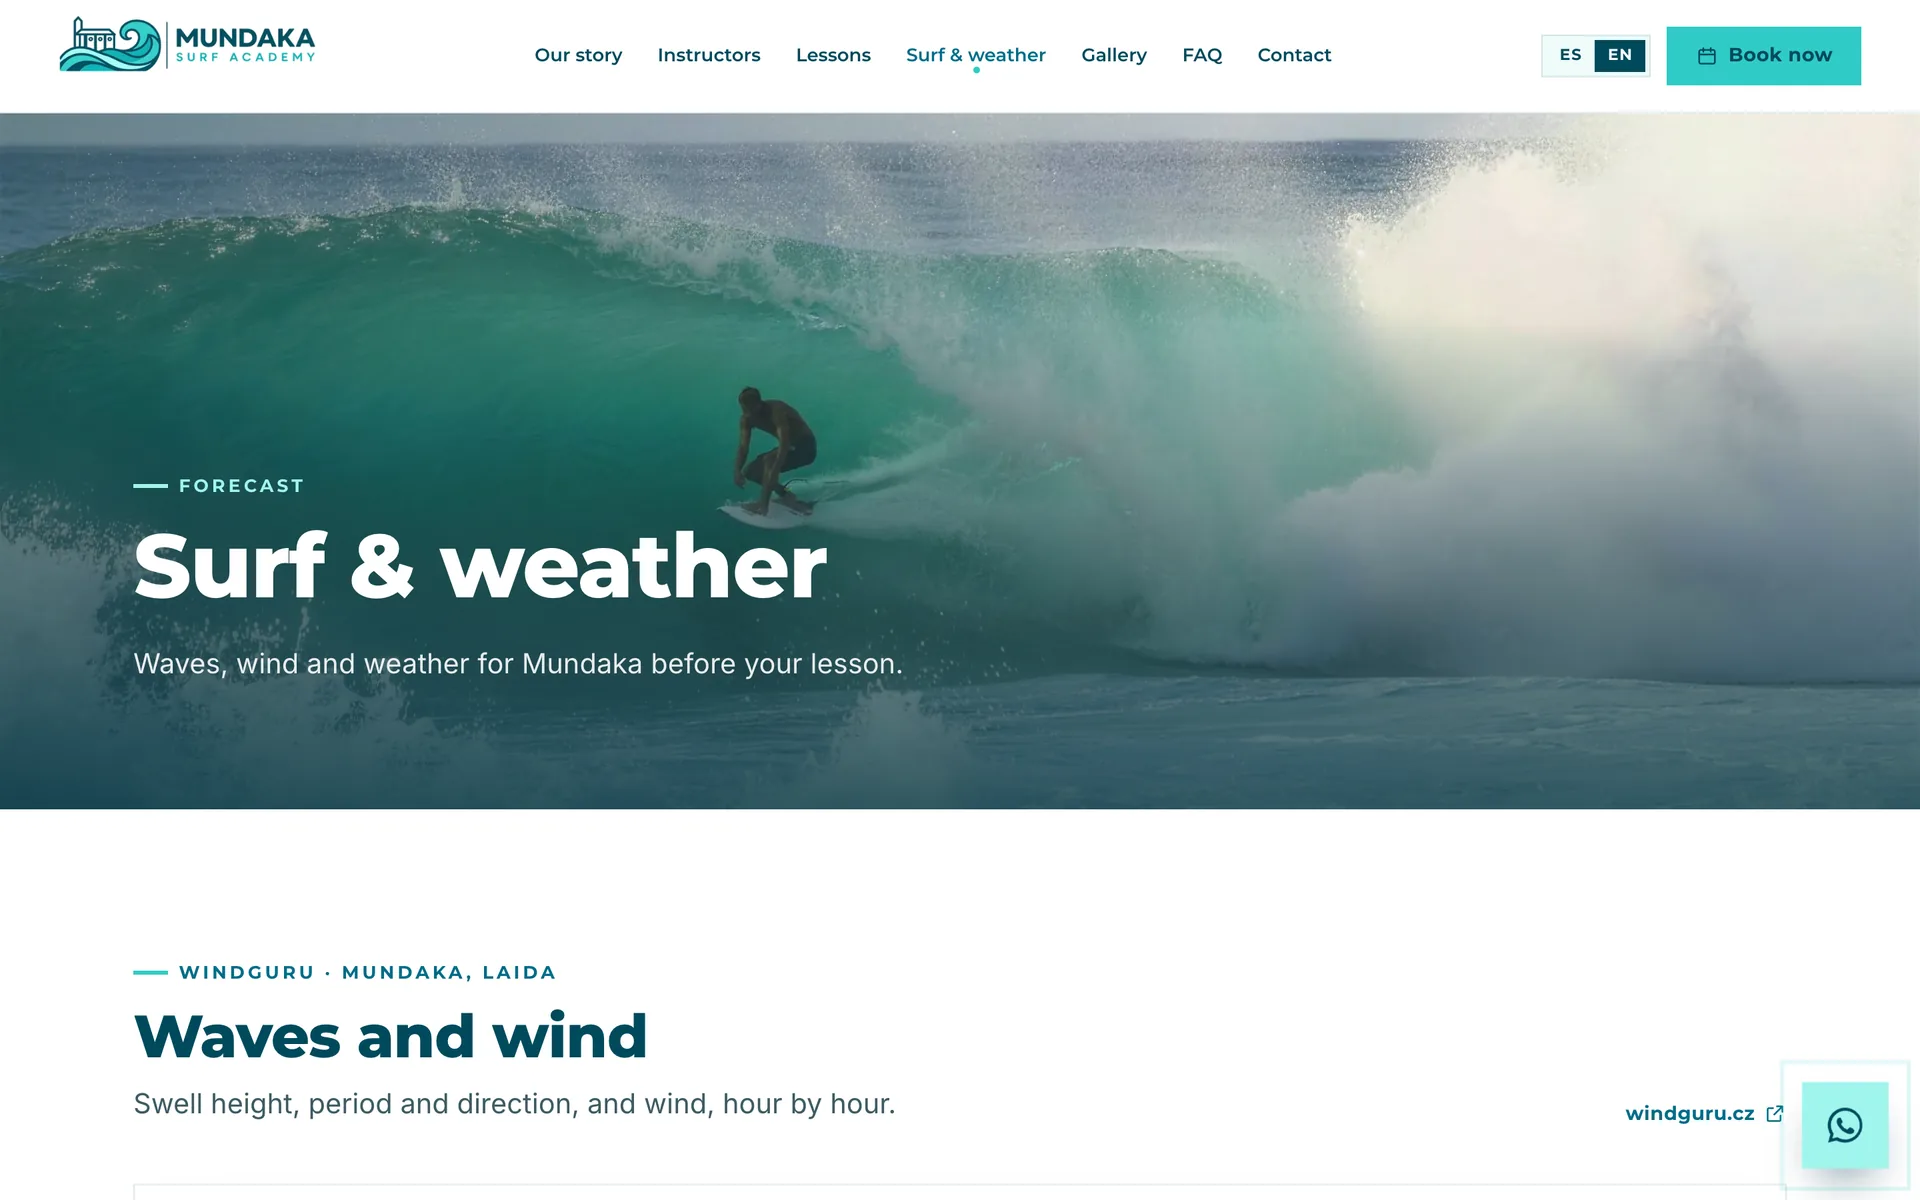 MUNDAKA
SURF ACADEMY
Our story
Instructors
Lessons
Surf & weather
Gallery
FAQ
Contact
ES
EN
Book now
FORECAST
Surf & weather
Waves, wind and weather for Mundaka before your lesson.
WINDGURU · MUNDAKA, LAIDA
Waves and wind
Swell height, period and direction, and wind, hour by hour.
windguru.cz